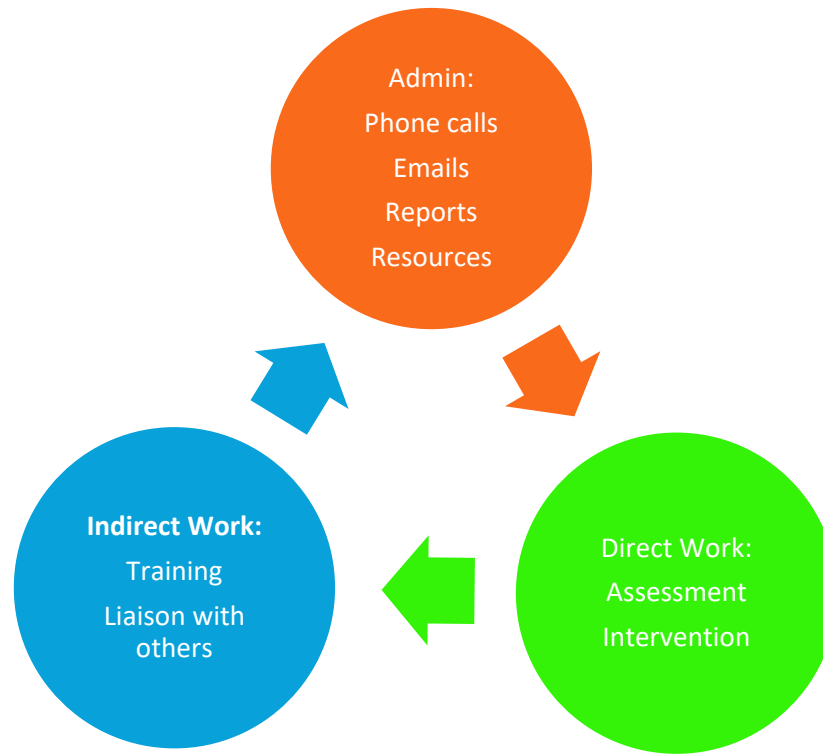 Admin:
Phone calls
Emails
Reports
Resources
Indirect Work:
Training
Liaison with
others
Direct Work:
Assessment
Intervention